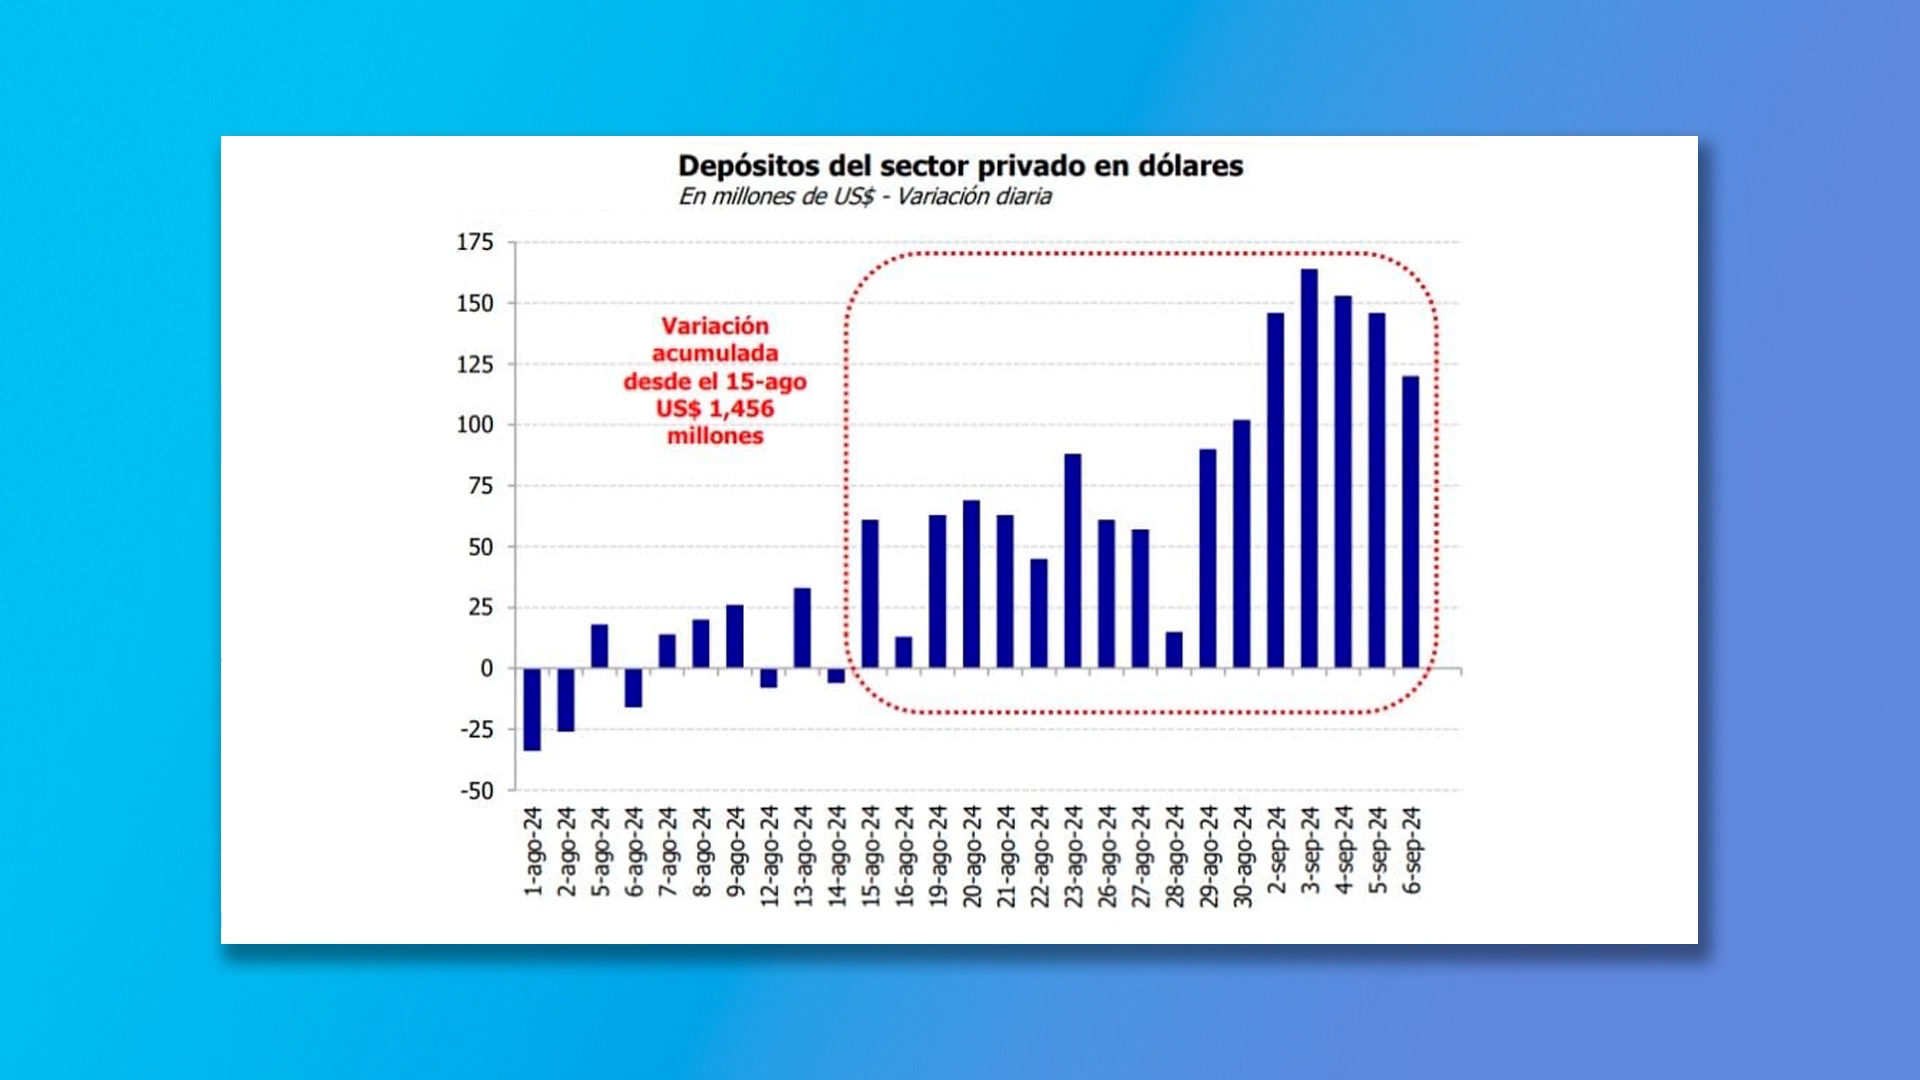 Depósitos del sector privado en dólares
En millones de US$ - Variación diaria
175
150
125
100
75
50
25
0
-25
-50
Variación
acumulada
desde el 15-ago
US$ 1,456
millones
1-ago-24
2-ago-24
5-ago-24
6-ago-24
7-ago-24
8-ago-24
9-ago-24
12-ago-24
13-ago-24
14-ago-24
15-ago-24
16-ago-24
19-ago-24
20-ago-24
21-ago-24
22-ago-24
23-ago-24
26-ago-24
27-ago-24
28-ago-24
29-ago-24
30-ago-24
2-sep-24
3-sep-24
4-sep-24
5-sep-24
6-sep-24